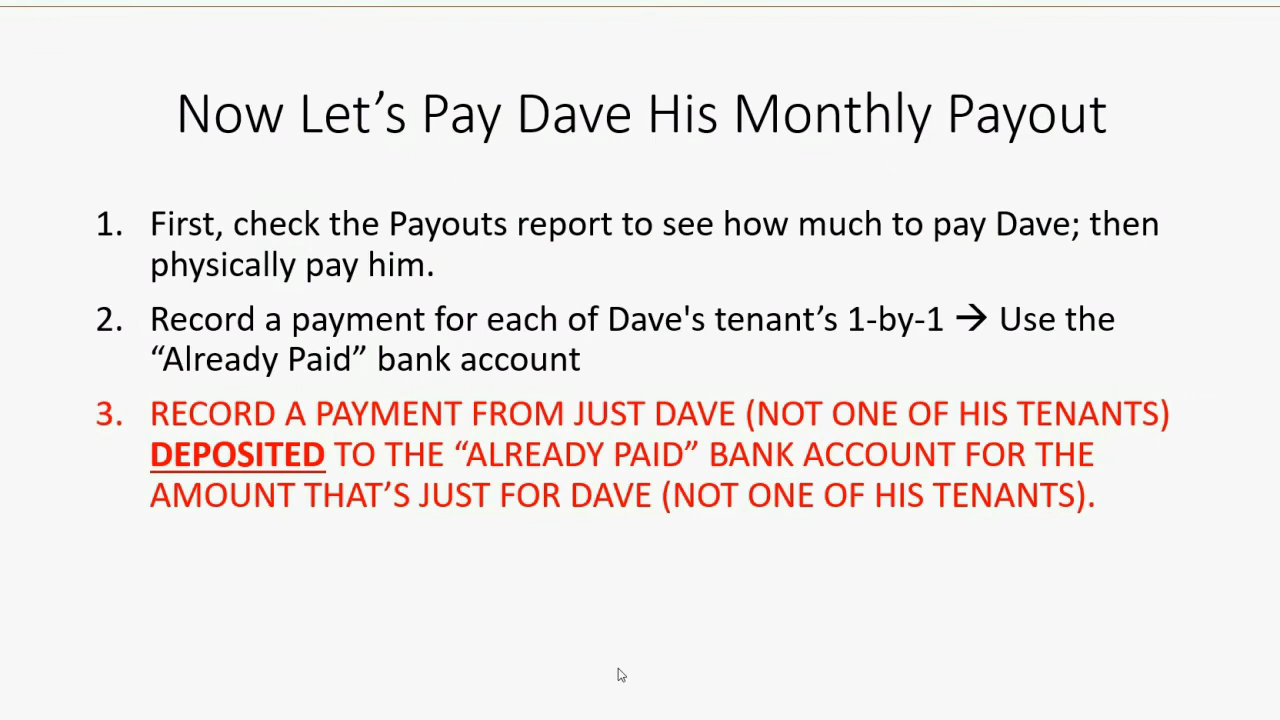 Now Let’s Pay Dave His Monthly Payout
1. First, check the Payouts report to see how much to pay Dave; then
physically pay him.
2. Record a payment for each of Dave's tenant’s 1-by-1 → Use the
“Already Paid” bank account
3. RECORD A PAYMENT FROM JUST DAVE (NOT ONE OF HIS TENANTS)
DEPOSITED TO THE “ALREADY PAID” BANK ACCOUNT FOR THE
AMOUNT THAT’S JUST FOR DAVE (NOT ONE OF HIS TENANTS).